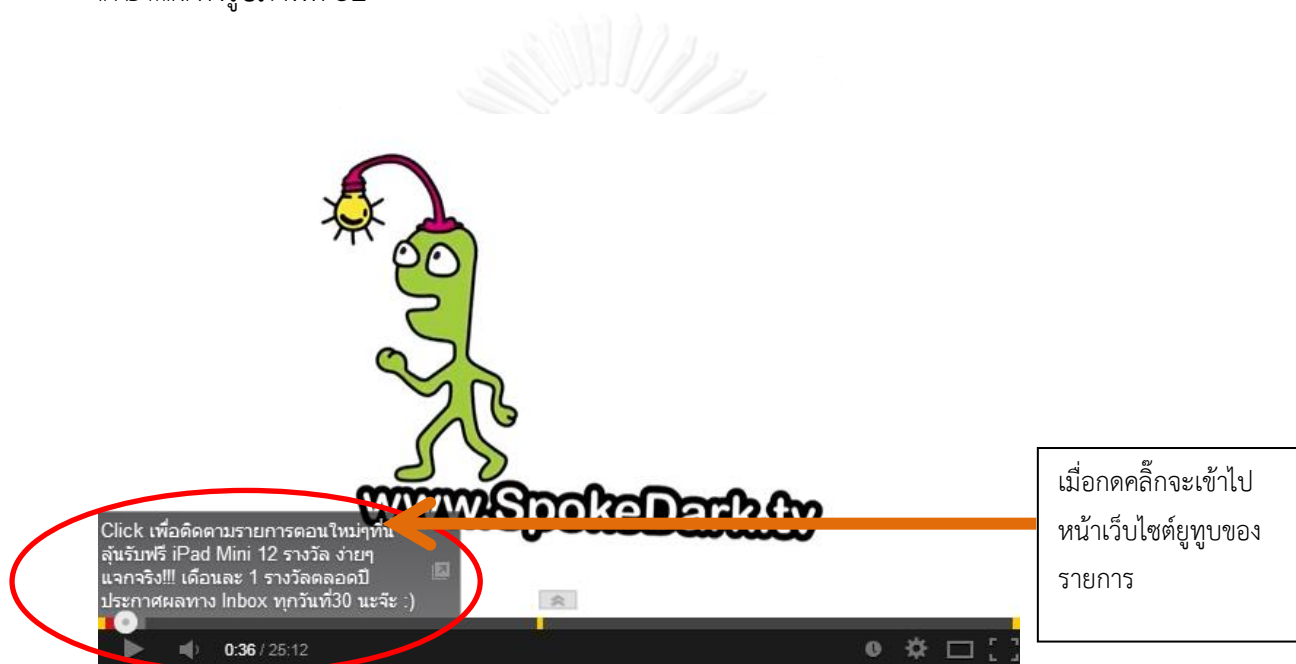 www.SpokeDark.tv
Click เพื่อติดตามรายการตอนใหม่ๆที่นี่
ลุ้นรับฟรี iPad Mini 12 รางวัล ง่ายๆ
แจกจริง!!! เดือนละ 1 รางวัลตลอดปี
ประกาศผลทาง Inbox ทุกวันที่30 นะจ๊ะ :)
0:36 / 25:12
เมื่อกดคลิ๊กจะเข้าไป
หน้าเว็บไซต์ยูทูบของ
รายการ